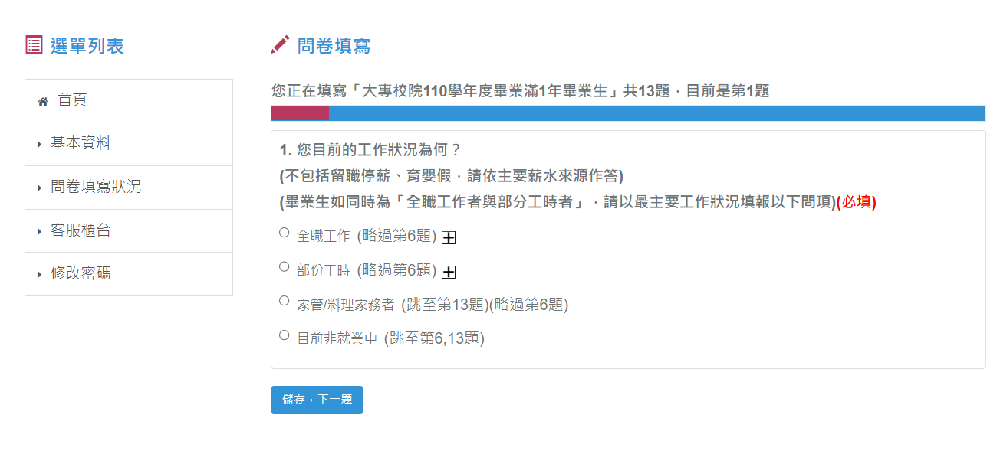 選單列表
首頁
基本資料
問卷填寫狀況
客服櫃台
修改密碼
問卷填寫
您正在填寫「大專校院110學年度畢業滿1年畢業生」共13題，目前是第1題
1. 您目前的工作狀況為何？
(不包括留職停薪、育嬰假，請依主要薪水來源作答)
(畢業生如同時為「全職工作者與部分工時者」，請以最主要工作狀況填報以下問項)(必填)
全職工作 (略過第6題)
部份工時 (略過第6題)
家管/料理家務者 (跳至第13題)(略過第6題)
目前非就業中 (跳至第6,13題)
儲存，下一題